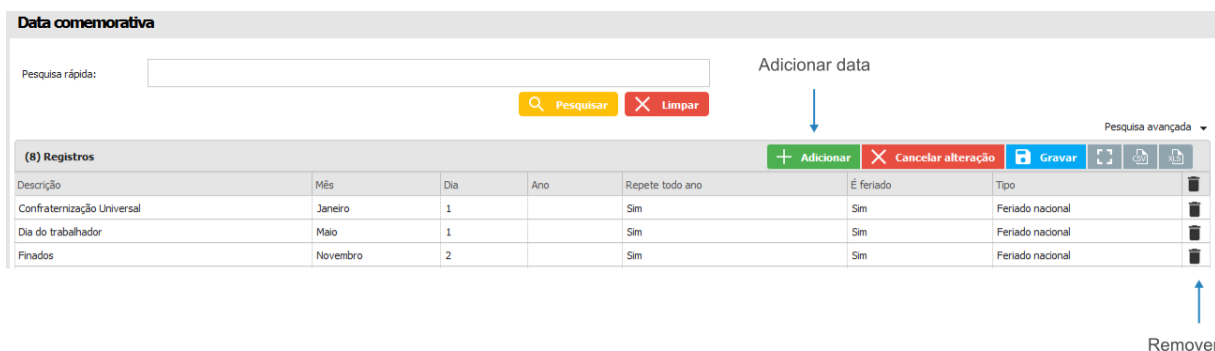 Data comemorativa
Pesquisa rápida:
Adicionar data
Pesquisar Limpar
Pesquisa avançada
(8) Registros Adicionar Cancelar alteração Gravar CSV XLS
Descrição Mês Dia Ano Repete todo ano É feriado Tipo
Confraternização Universal Janeiro 1 Sim Sim Feriado nacional
Dia do trabalhador Maio 1 Sim Sim Feriado nacional
Finados Novembro 2 Sim Sim Feriado nacional
Remover